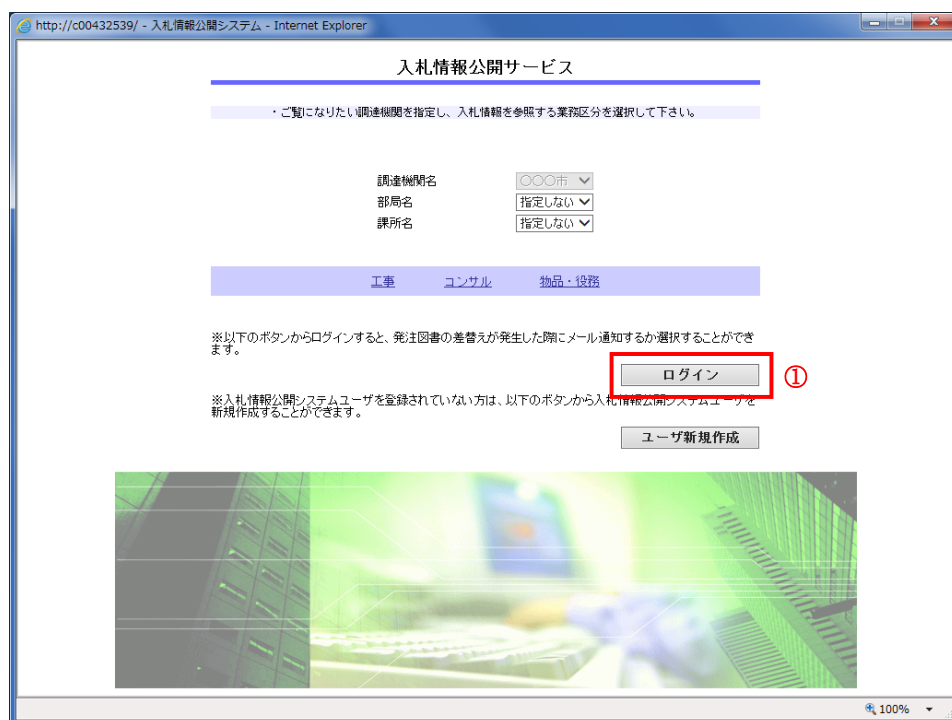 http://c00432539/ - 入札情報公開システム - Internet Explorer
入札情報公開サービス
・ご覧になりたい調達機関を指定し、入札情報を参照する業務区分を選択して下さい。
調達機関名 〇〇〇市
部局名 指定しない
課所名 指定しない
工事 コンサル 物品・役務
※以下のボタンからログインすると、発注図書の差替えが発生した際にメール通知するか選択することができ
ます。
ログイン ①
※入札情報公開システムユーザを登録されていない方は、以下のボタンから入札情報公開システムユーザを
新規作成することができます。
ユーザ新規作成
100%